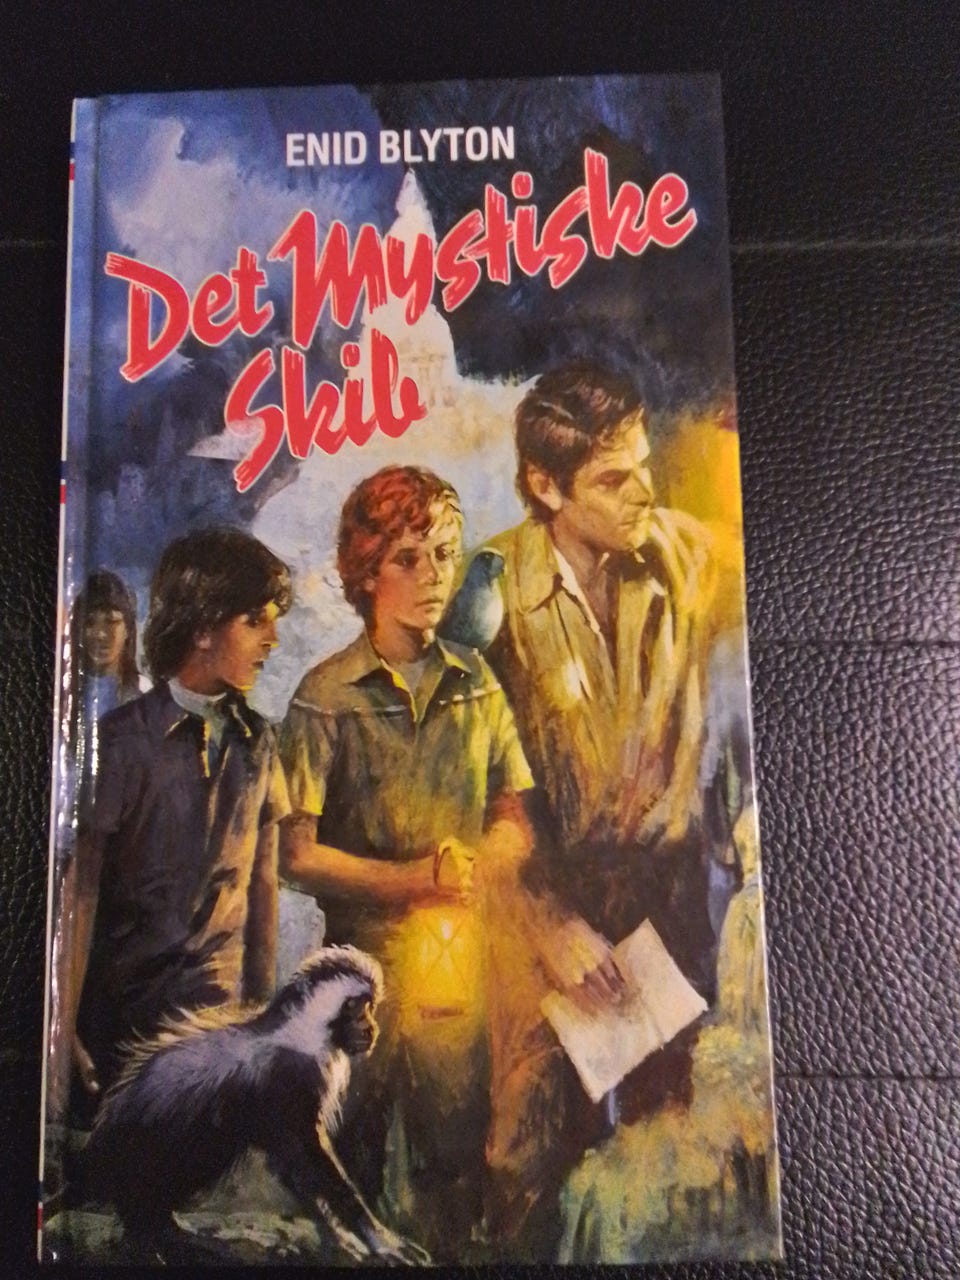 ENID BLYTON
Det Mystiske
Skib